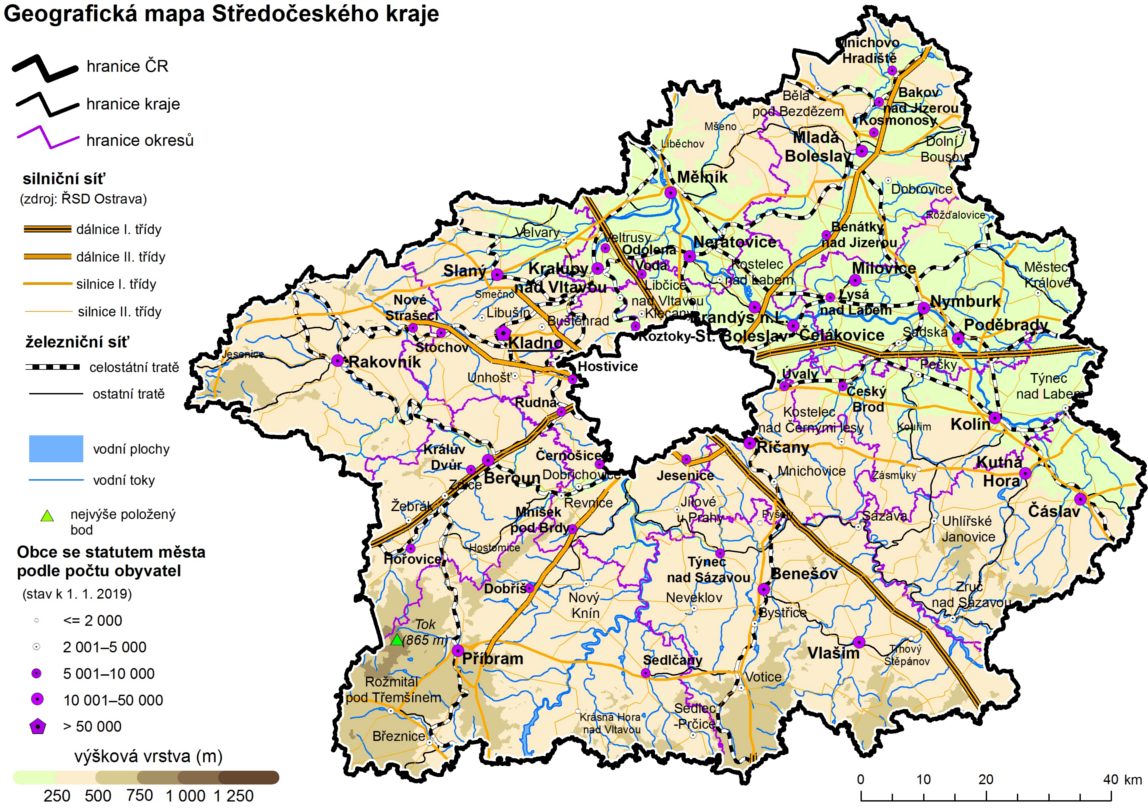 Geografická mapa Středočeského kraje
hranice ČR
hranice kraje
hranice okresů
silniční síť
(zdroj: ŘSD Ostrava)
dálnice I. třídy
dálnice II. třídy
silnice I. třídy
silnice II. třídy
železniční síť
celostátní tratě
ostatní tratě
vodní plochy
vodní toky
nejvýše položený
bod
Obce se statutem města
podle počtu obyvatel
(stav k 1. 1. 2019)
<= 2 000
2 001–5 000
5 001–10 000
10 001–50 000
> 50 000
výšková vrstva (m)
250 500 750 1 000 1 250
Hradiště
Bakov
nad Jizerou
Kosmonosy
Běla
pod Bezdězem
Mšeno
Mladá
Boleslav
Dolní
Bousov
Liběchov
Mělník
Dobrovice
Rožďalovice
Benátky
nad Jizerou
Velvary
Odolena
Voda
Neratovice
Kostelec
nad Labem
Milovice
Městec
Králové
Slaný
Kralupy
nad Vltavou
Libčice
nad Vltavou
Klecany
Lysá
nad Labem
Nymburk
Smečno
Nové
Strašecí
Libušín
Buštěhrad
Brandýs n.L.-
St. Boleslav
Čelákovice
Sadská
Poděbrady
Stochov
Kladno
Roztoky
Jesenice
Rakovník
Hostivice
Unhošť
Pečky
Úvaly
Český
Brod
Týnec
nad Labem
Rudná
Kostelec
nad Černými lesy
Kouřim
Kolín
Králův
Dvůr
Beroun
Černošice
Dobřichovice
Říčany
Jesenice
Mnichovice
Zásmuky
Kutná
Hora
Čáslav
Zdice
Žebrák
Řevnice
Mníšek
pod Brdy
Jílové
u Prahy
Pyšely
Sázava
Uhlířské
Janovice
Hořovice
Hostomice
Týnec
nad Sázavou
Benešov
Dobříš
Nový
Knín
Neveklov
Bystřice
Zruč
nad Sázavou
Tok
(865 m)
Příbram
Sedlčany
Vlašim
Trhový
Štěpánov
Rožmitál
pod Třemšínem
Votice
Březnice
Krásná Hora
nad Vltavou
Sedlec
-Prčice
0 10 20 40 km